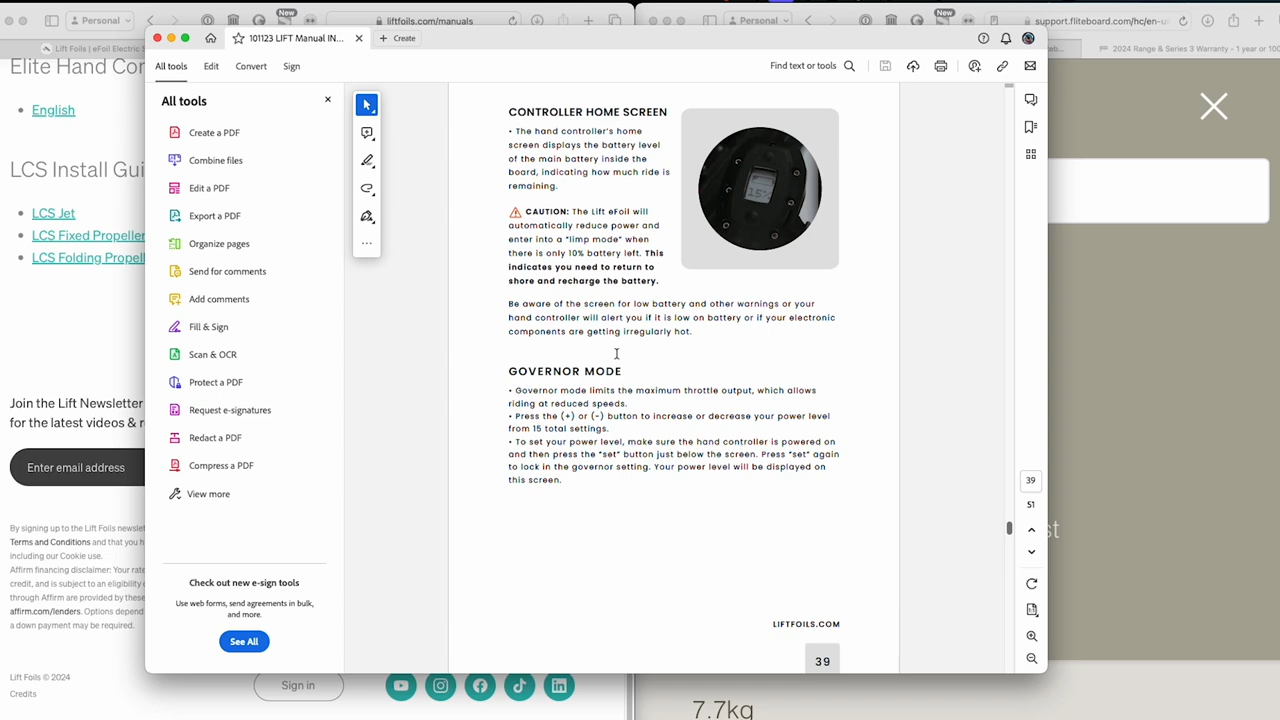 Personal
New
liftfoils.com/manuals
Personal
New
support.fliteboard.com/hc/en-u
Lift Foils | eFoil Electric S
2024 Range & Series 3 Warranty - 1 year or 100
101123 LIFT Manual IN...
Create
All tools
Edit
Convert
Sign
Find text or tools
All tools
Create a PDF
Combine files
Edit a PDF
Export a PDF
Organize pages
Send for comments
Add comments
Fill & Sign
Scan & OCR
Protect a PDF
Request e-signatures
Redact a PDF
Compress a PDF
View more
Check out new e-sign tools
Use web forms, send agreements in bulk,
and more.
See All
Elite Hand Con
English
LCS Install Gui
LCS Jet
LCS Fixed Propeller
LCS Folding Propell
Join the Lift Newsletter
for the latest videos & r
Enter email address
By signing up to the Lift Foils newslet
Terms and Conditions and that you h
including our Cookie use.
Affirm financing disclaimer: Your rate
credit, and is subject to an eligibility c
through Affirm are provided by these
affirm.com/lenders. Options depend
a down payment may be required.
Lift Foils © 2024
Credits
Sign in
CONTROLLER HOME SCREEN
• The hand controller's home
screen displays the battery level
of the main battery inside the
board, indicating how much ride is
remaining.
15%
CAUTION: The Lift eFoil will
automatically reduce power and
enter into a "limp mode" when
there is only 10% battery left. This
indicates you need to return to
shore and recharge the battery.
Be aware of the screen for low battery and other warnings or your
hand controller will alert you if it is low on battery or if your electronic
components are getting irregularly hot.
GOVERNOR MODE
• Governor mode limits the maximum throttle output, which allows
riding at reduced speeds.
• Press the (+) or (-) button to increase or decrease your power level
from 15 total settings.
• To set your power level, make sure the hand controller is powered on
and then press the "set" button just below the screen. Press "set" again
to lock in the governor setting. Your power level will be displayed on
this screen.
LIFTFOILS.COM
39
39
51
st
7.7kg